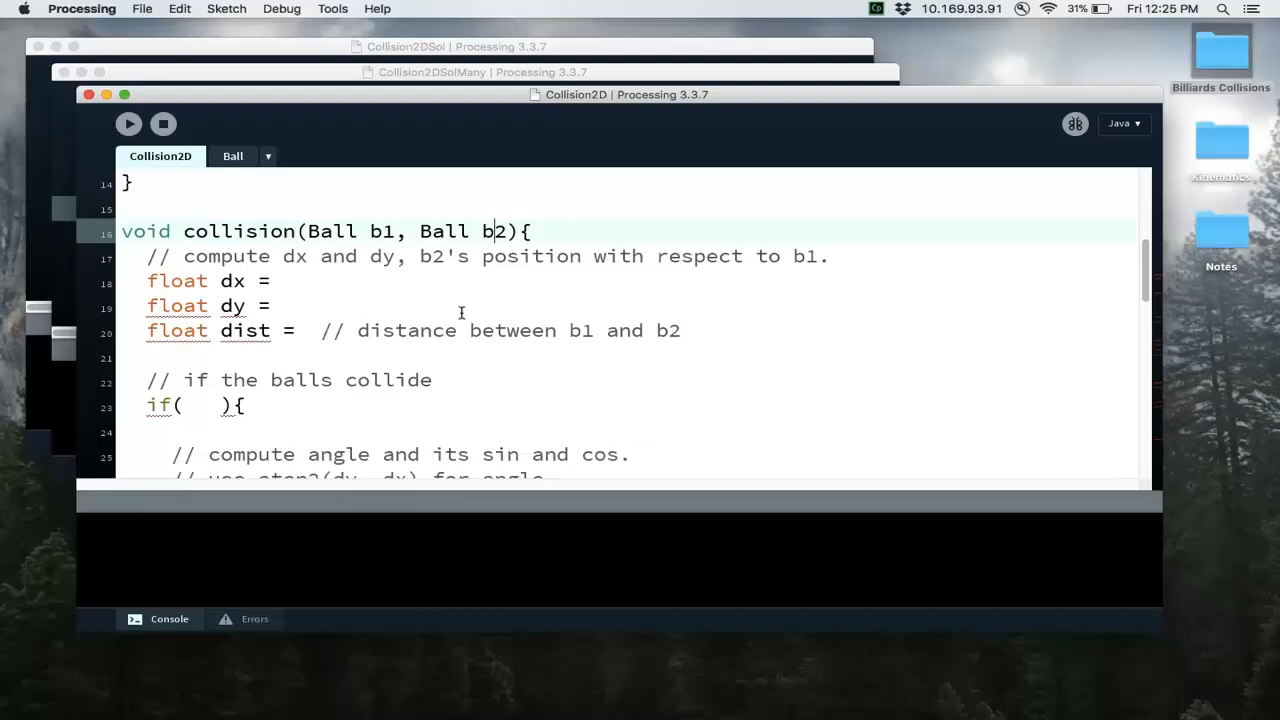 Processing File Edit Sketch Debug Tools Help 10.169.93.91 31% Fri 12:25 PM
Collision2DSol | Processing 3.3.7
Collision2DSolMany | Processing 3.3.7
Collision2D | Processing 3.3.7
Java
Collision2D Ball
14 }
15
16 void collision(Ball b1, Ball b2){
17 // compute dx and dy, b2's position with respect to b1.
18 float dx =
19 float dy =
20 float dist = // distance between b1 and b2
21
22 // if the balls collide
23 if( ){
24
25 // compute angle and its sin and cos.
// use atan2(dy, dx) for angle
Console Errors
Billiards Collisions
Kinematics
Notes